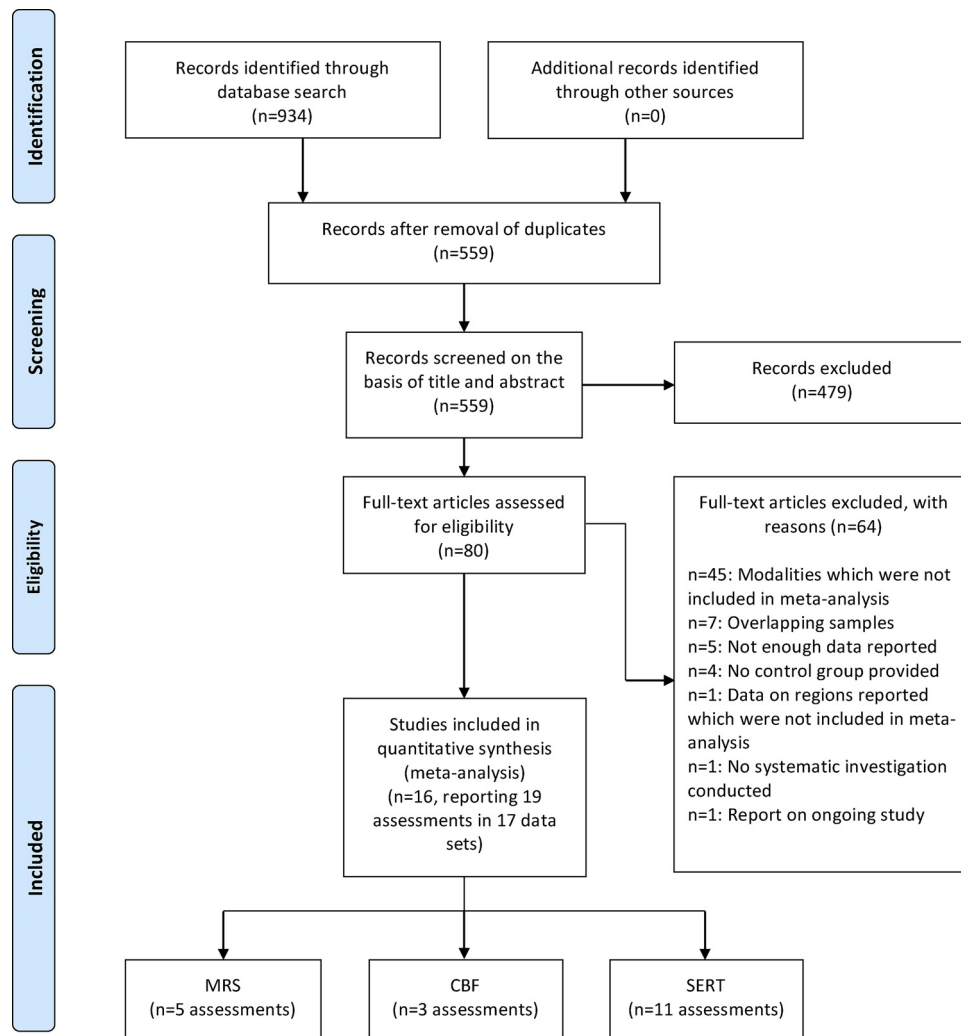 Identification
Records identified through
database search
(n=934)
Additional records identified
through other sources
(n=0)
Records after removal of duplicates
(n=559)
Screening
Records screened on the
basis of title and abstract
(n=559)
Records excluded
(n=479)
Eligibility
Full-text articles assessed
for eligibility
(n=80)
Full-text articles excluded, with
reasons (n=64)
n=45: Modalities which were not
included in meta-analysis
n=7: Overlapping samples
n=5: Not enough data reported
n=4: No control group provided
n=1: Data on regions reported
which were not included in meta-
analysis
n=1: No systematic investigation
conducted
n=1: Report on ongoing study
Included
Studies included in
quantitative synthesis
(meta-analysis)
(n=16, reporting 19
assessments in 17 data
sets)
MRS
(n=5 assessments)
CBF
(n=3 assessments)
SERT
(n=11 assessments)